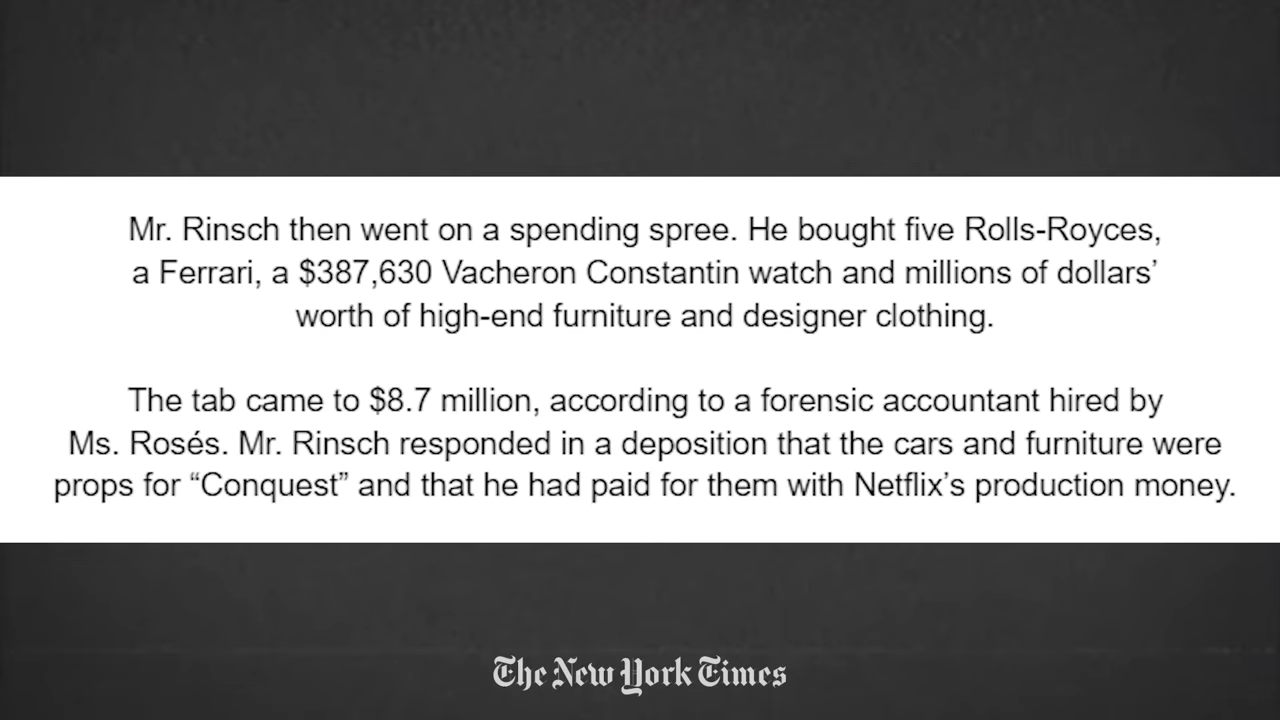 Mr. Rinsch then went on a spending spree. He bought five Rolls-Royces,
a Ferrari, a $387,630 Vacheron Constantin watch and millions of dollars’
worth of high-end furniture and designer clothing.
The tab came to $8.7 million, according to a forensic accountant hired by
Ms. Rosés. Mr. Rinsch responded in a deposition that the cars and furniture were
props for “Conquest” and that he had paid for them with Netflix’s production money.
The New York Times